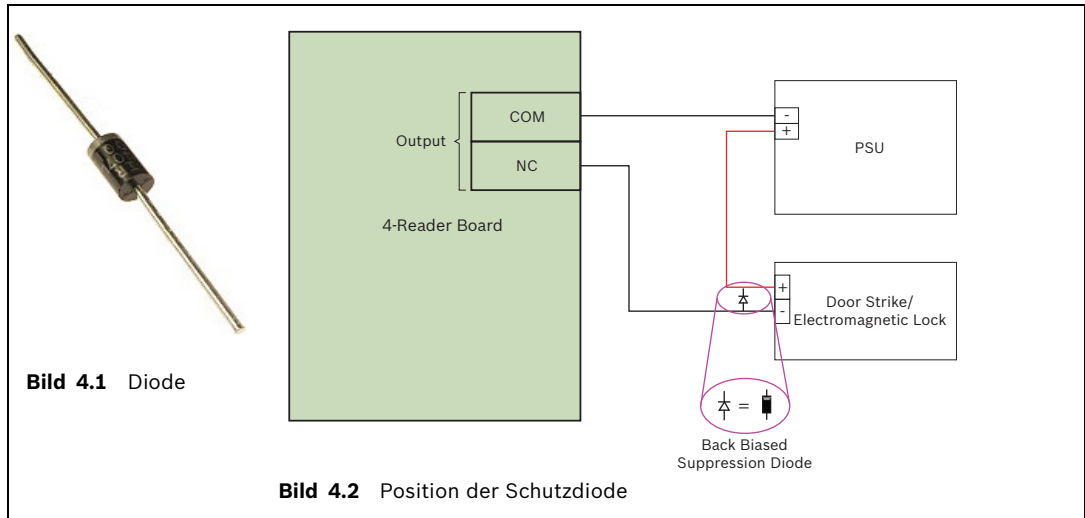 COM
Output
NC
4-Reader Board
-
+
PSU
+
-
Door Strike/
Electromagnetic Lock
=
Back Biased
Suppression Diode
Bild 4.1 Diode
Bild 4.2 Position der Schutzdiode